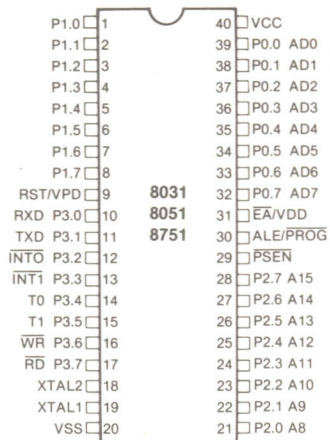 P1.0 1 40 VCC
P1.1 2 39 P0.0 AD0
P1.2 3 38 P0.1 AD1
P1.3 4 37 P0.2 AD2
P1.4 5 36 P0.3 AD3
P1.5 6 35 P0.4 AD4
P1.6 7 34 P0.5 AD5
P1.7 8 33 P0.6 AD6
RST/VPD 9 8031 32 P0.7 AD7
RXD P3.0 10 8051 31 EA/VDD
TXD P3.1 11 8751 30 ALE/PROG
INT0 P3.2 12 29 PSEN
INT1 P3.3 13 28 P2.7 A15
T0 P3.4 14 27 P2.6 A14
T1 P3.5 15 26 P2.5 A13
WR P3.6 16 25 P2.4 A12
RD P3.7 17 24 P2.3 A11
XTAL2 18 23 P2.2 A10
XTAL1 19 22 P2.1 A9
VSS 20 21 P2.0 A8